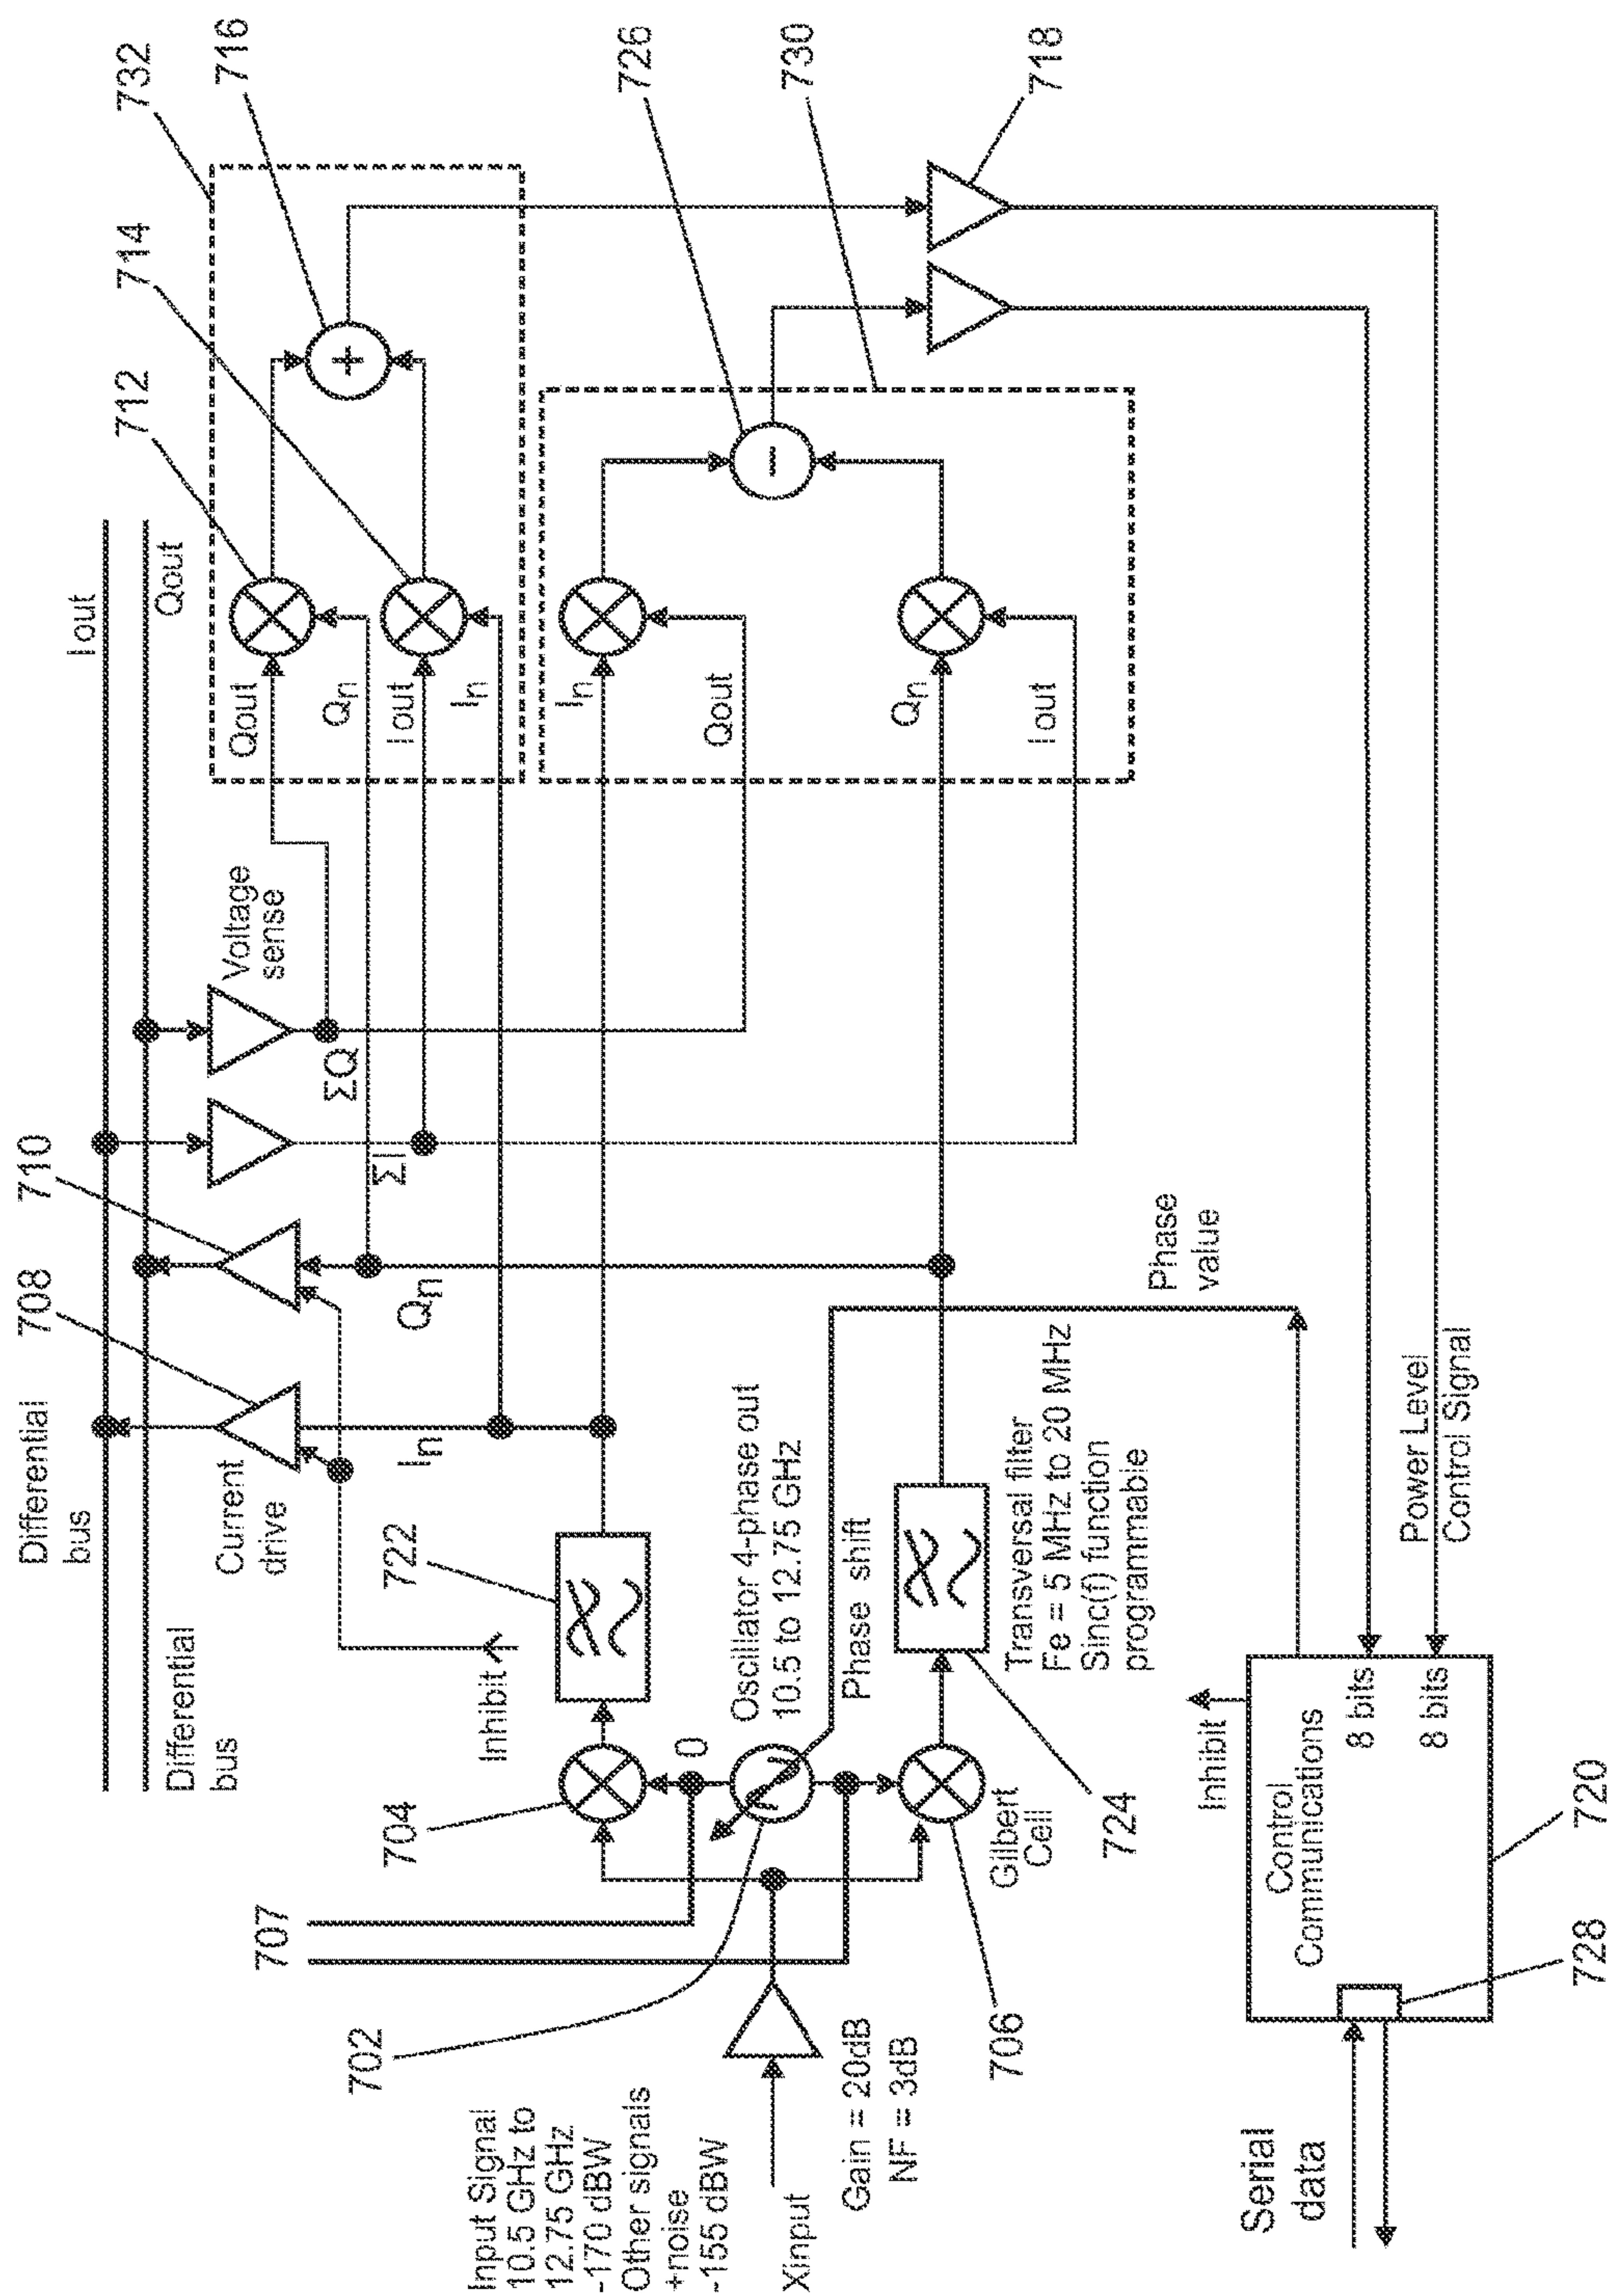 Differential
bus
Iout
Differential
bus
Qout
708
710
Current
drive
Voltage
sense
712
714
716
732
Inhibit
In
Qn
ΣI
ΣQ
Qout
Qn
Iout
In
722
704
707
0
Oscillator 4-phase out
10.5 to 12.75 GHz
Phase shift
In
Qout
Qn
Iout
726
730
718
702
Input Signal
10.5 GHz to
12.75 GHz
-170 dBW
Other signals
+noise
-155 dBW
Xinput
Gain = 20dB
NF = 3dB
706
Gilbert
Cell
724
Transversal filter
Fe = 5 MHz to 20 MHz
Sinc(f) function
programmable
Phase
value
Inhibit
Control
Communications
8 bits
8 bits
Power Level
Control Signal
Serial
data
728
720